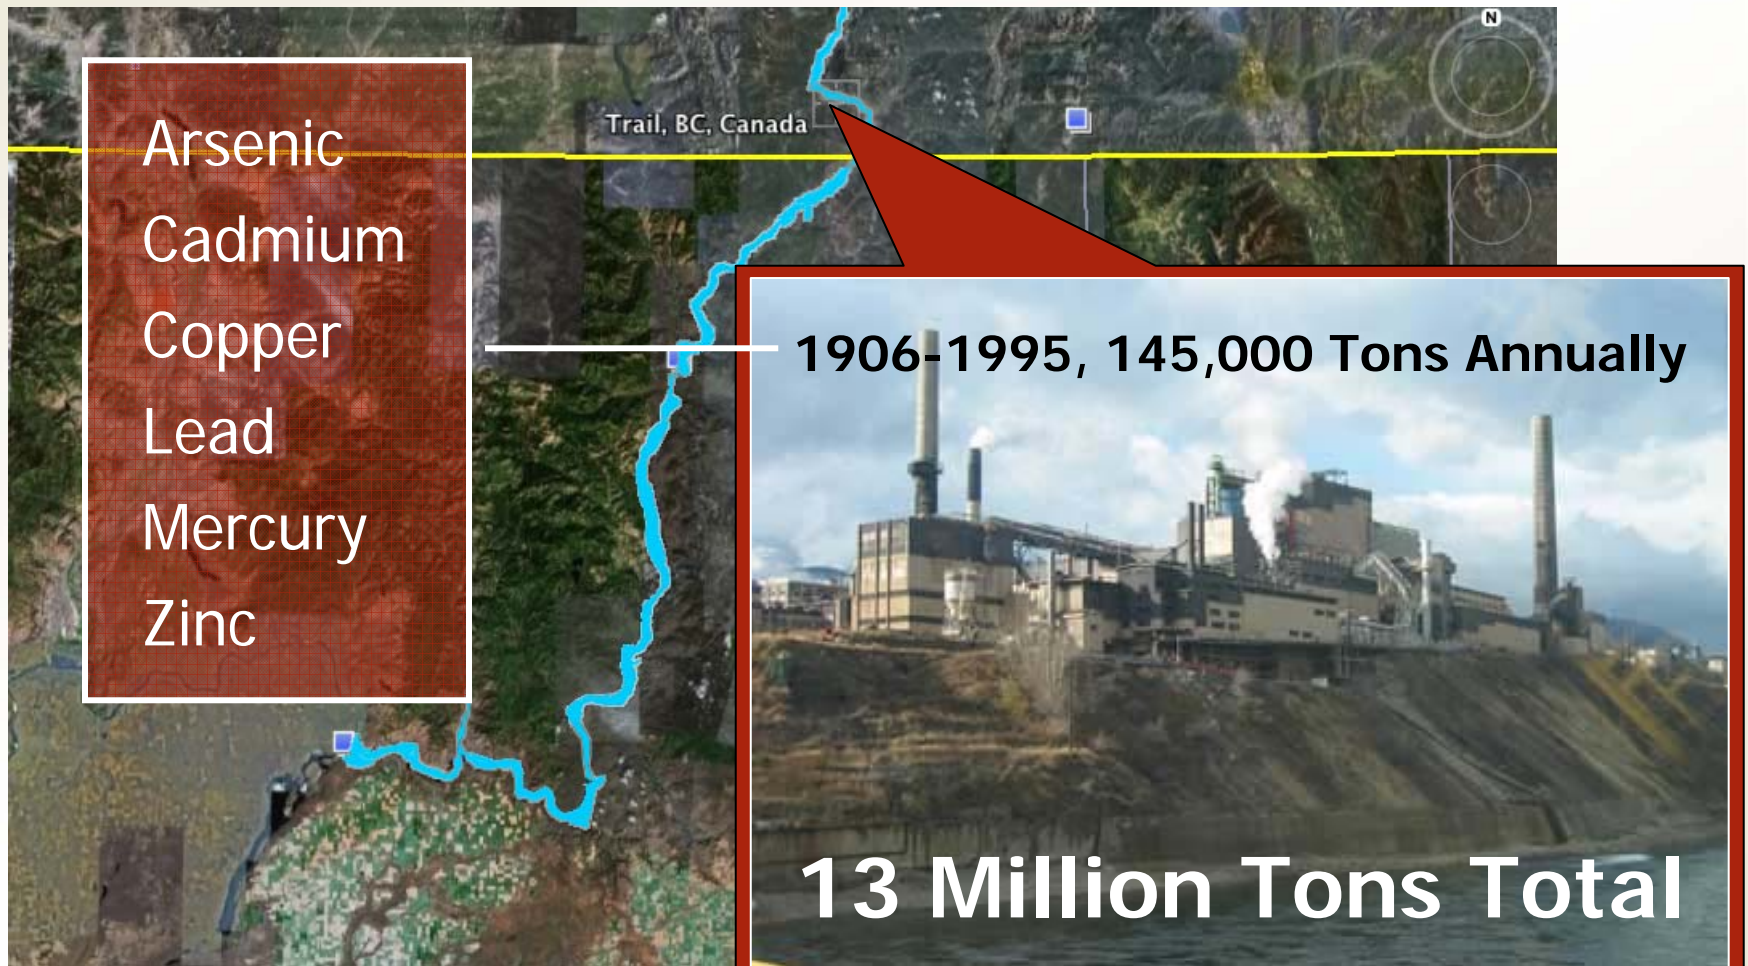 N
Trail, BC, Canada
Arsenic
Cadmium
Copper
Lead
Mercury
Zinc
1906-1995, 145,000 Tons Annually
13 Million Tons Total